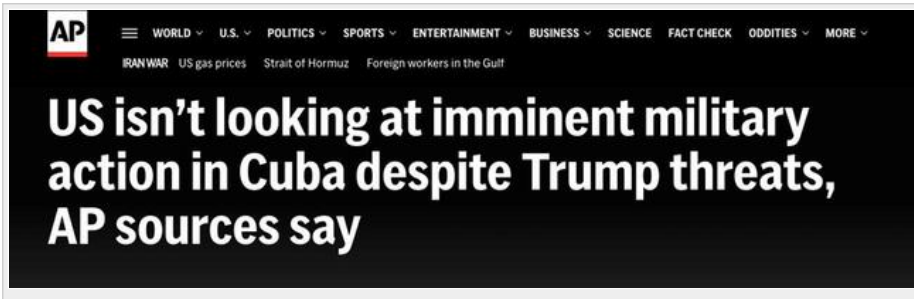 AP
WORLD U.S. POLITICS SPORTS ENTERTAINMENT BUSINESS SCIENCE FACT CHECK ODDITIES MORE
IRAN WAR US gas prices Strait of Hormuz Foreign workers in the Gulf
US isn’t looking at imminent military
action in Cuba despite Trump threats,
AP sources say